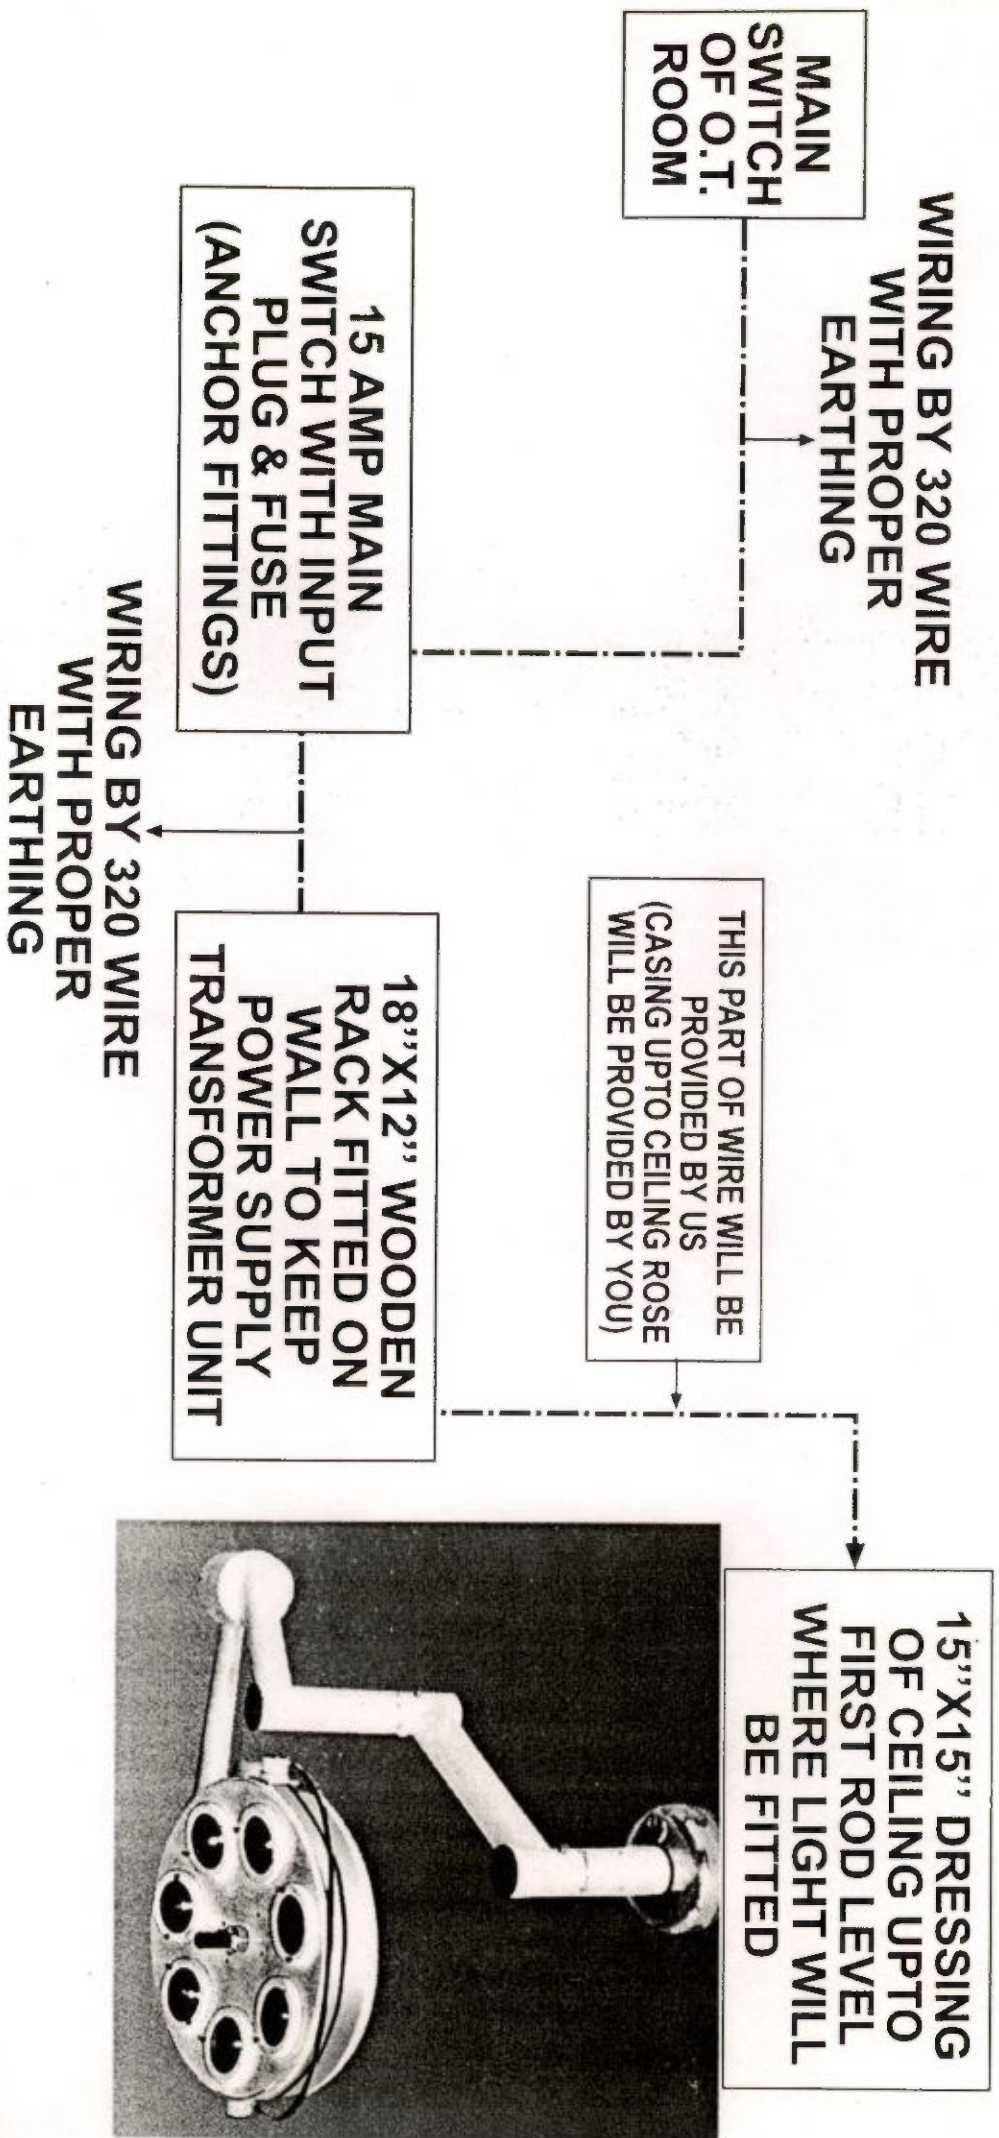 MAIN
SWITCH
OF O.T.
ROOM
WIRING BY 320 WIRE
WITH PROPER
EARTHING
15 AMP MAIN
SWITCH WITH INPUT
PLUG & FUSE
(ANCHOR FITTINGS)
WIRING BY 320 WIRE
WITH PROPER
EARTHING
THIS PART OF WIRE WILL BE
PROVIDED BY US
(CASING UPTO CEILING ROSE
WILL BE PROVIDED BY YOU)
18’’X12’’ WOODEN
RACK FITTED ON
WALL TO KEEP
POWER SUPPLY
TRANSFORMER UNIT
15’’X15’’ DRESSING
OF CEILING UPTO
FIRST ROD LEVEL
WHERE LIGHT WILL
BE FITTED